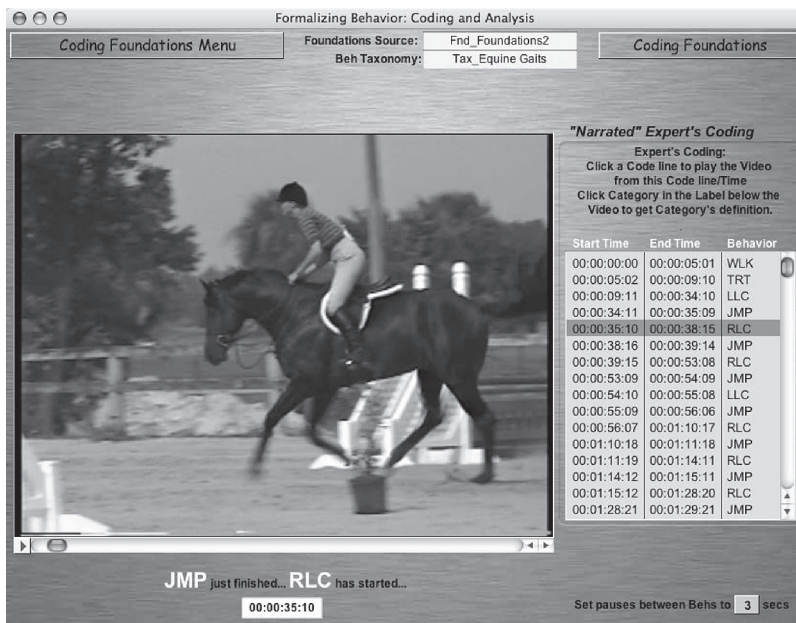 Formalizing Behavior: Coding and Analysis
Coding Foundations Menu
Foundations Source: Fnd_Foundations2
Beh Taxonomy: Tax_Equine Gaits
Coding Foundations
"Narrated" Expert's Coding
Expert's Coding:
Click a Code line to play the Video
from this Code line/Time
Click Category in the Label below the
Video to get Category's definition.
Start Time End Time Behavior
00:00:00:00 00:00:05:01 WLK
00:00:05:02 00:00:09:10 TRT
00:00:09:11 00:00:34:10 LLC
00:00:34:11 00:00:35:09 JMP
00:00:35:10 00:00:38:15 RLC
00:00:38:16 00:00:39:14 JMP
00:00:39:15 00:00:53:08 RLC
00:00:53:09 00:00:54:09 JMP
00:00:54:10 00:00:55:08 LLC
00:00:55:09 00:00:56:06 JMP
00:00:56:07 00:01:10:17 RLC
00:01:10:18 00:01:11:18 JMP
00:01:11:19 00:01:14:11 RLC
00:01:14:12 00:01:15:11 JMP
00:01:15:12 00:01:28:20 RLC
00:01:28:21 00:01:29:21 JMP
JMP just finished... RLC has started...
00:00:35:10
Set pauses between Behs to 3 secs